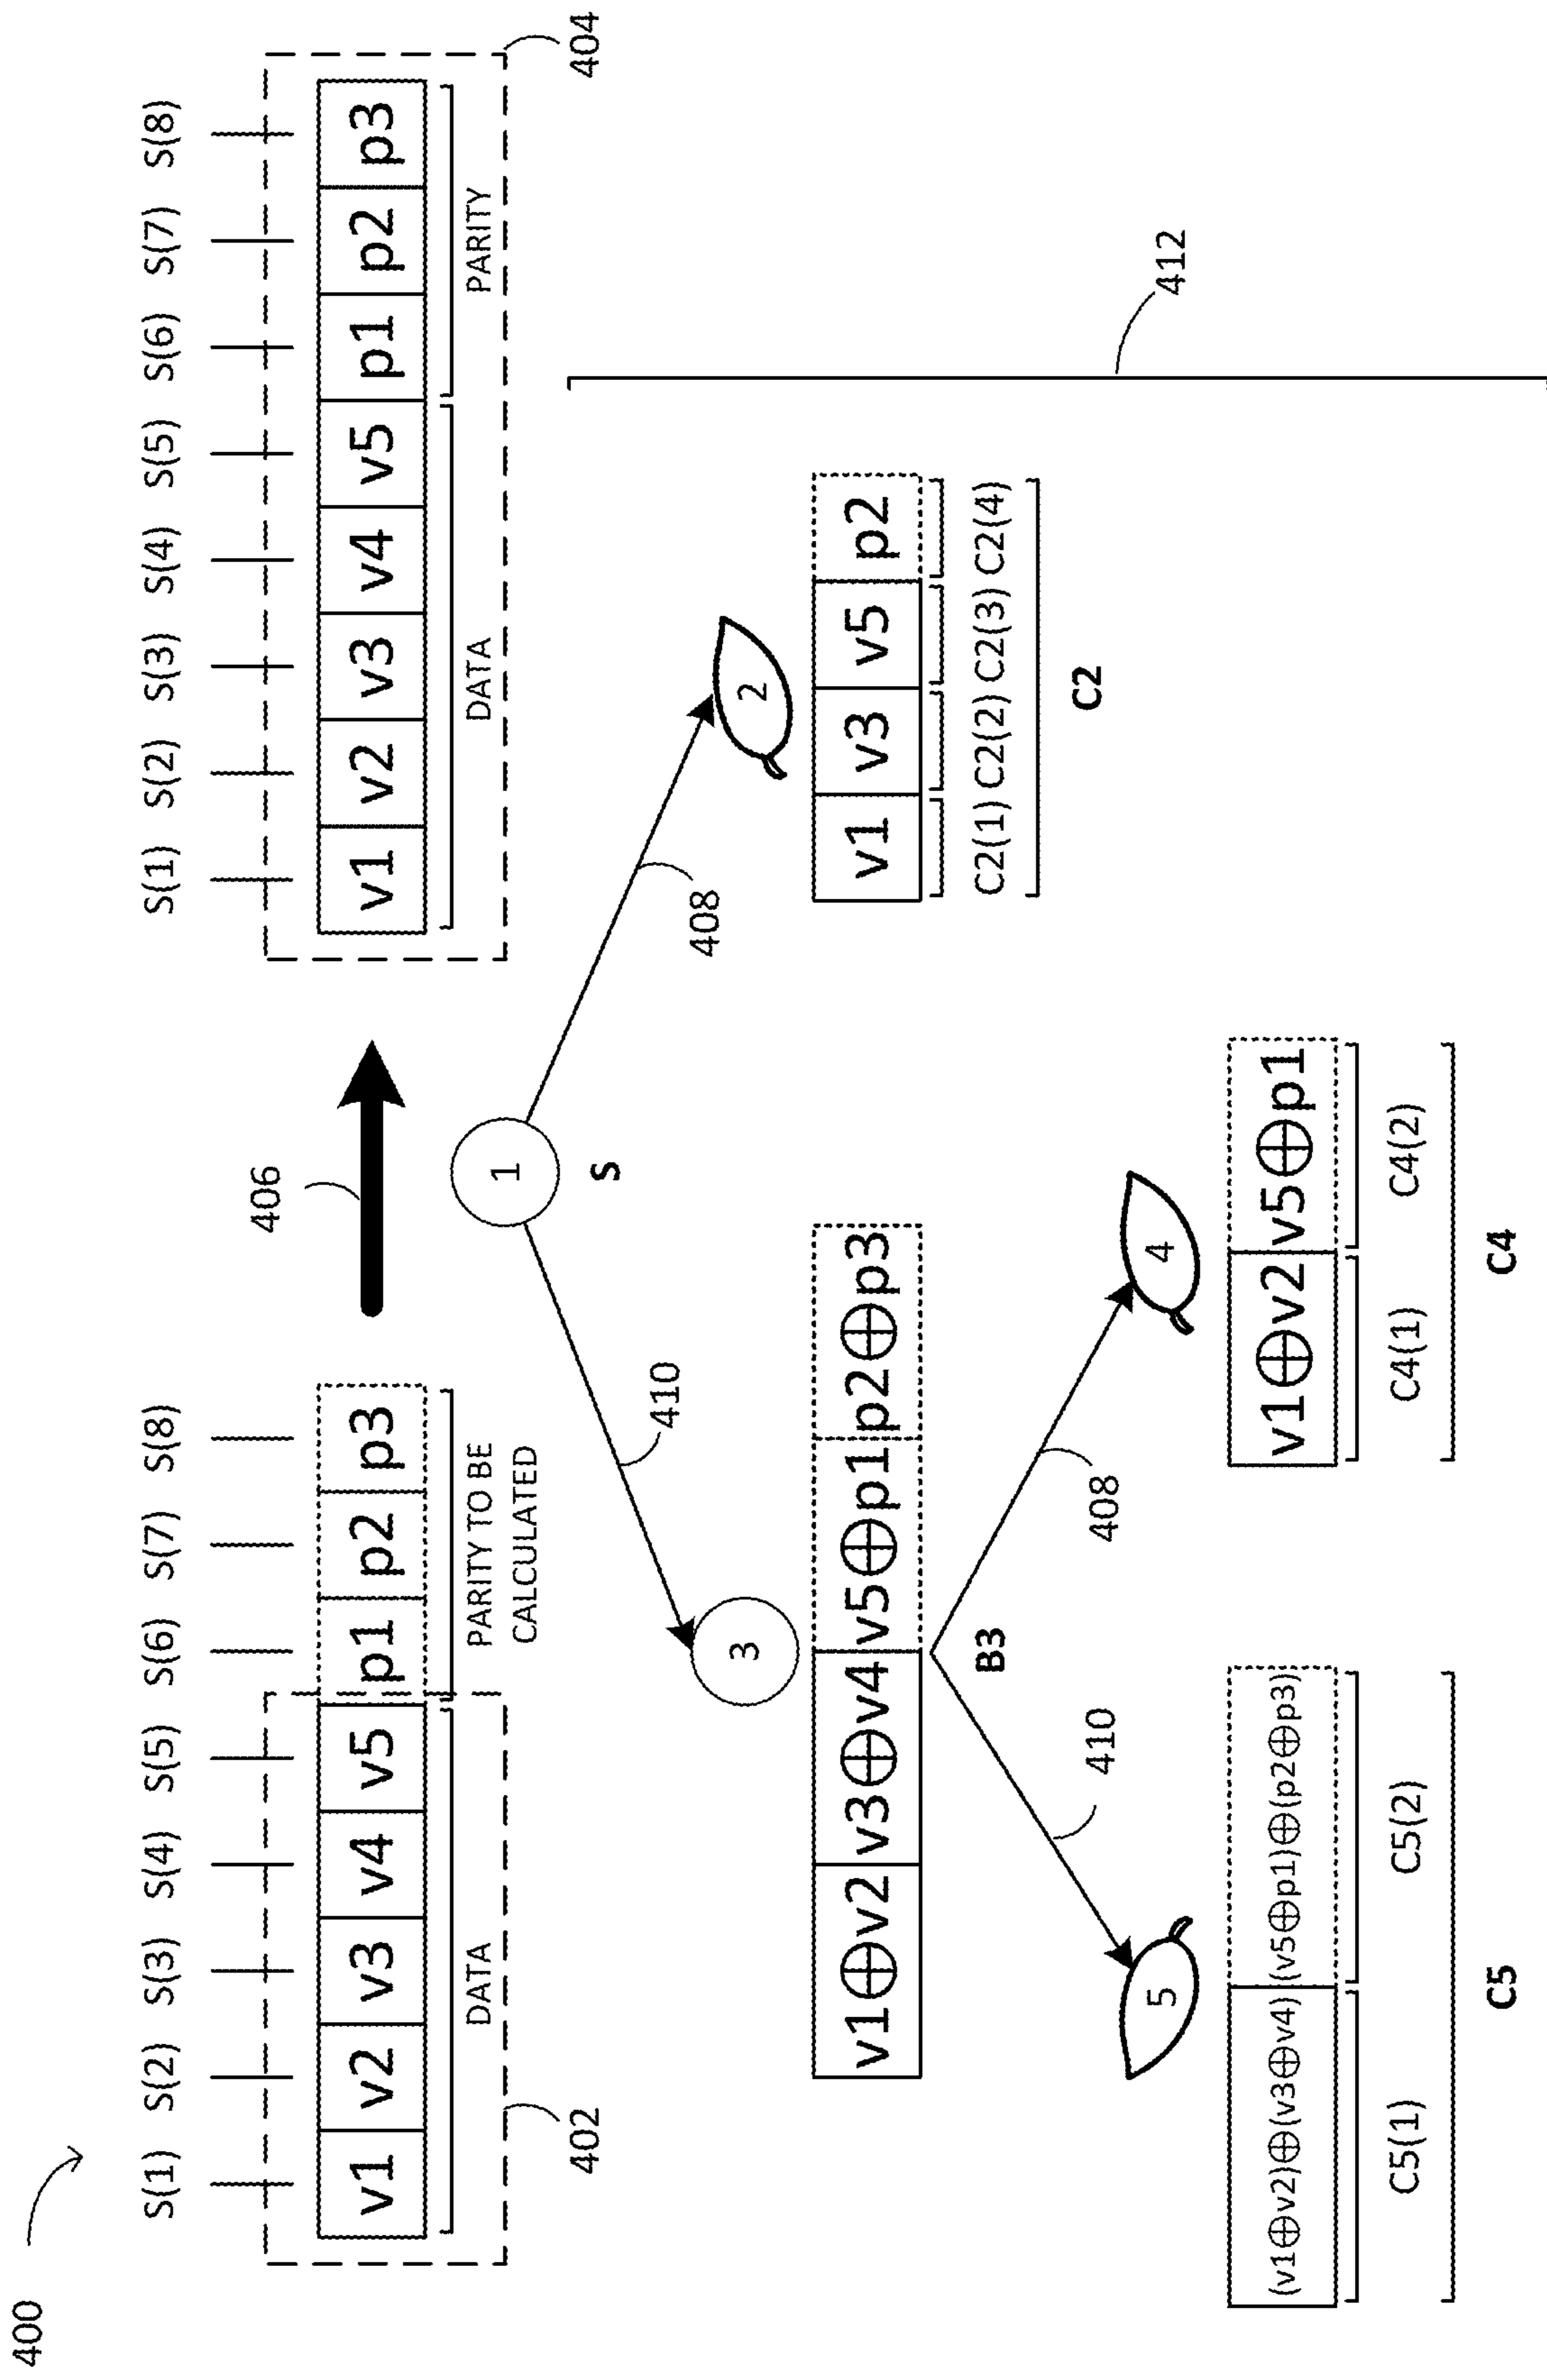 400
S(1) S(2) S(3) S(4) S(5) S(6) S(7) S(8)
v1 v2 v3 v4 v5 p1 p2 p3
DATA
PARITY TO BE
CALCULATED
402
406
S(1) S(2) S(3) S(4) S(5) S(6) S(7) S(8)
v1 v2 v3 v4 v5 p1 p2 p3
DATA
PARITY
404
1
S
410
408
3
2
v1⊕v2 v3⊕v4 v5⊕p1 p2⊕p3
B3
v1 v3 v5 p2
C2(1) C2(2) C2(3) C2(4)
C2
412
410
408
5
4
(v1⊕v2)⊕(v3⊕v4) (v5⊕p1)⊕(p2⊕p3)
C5(1) C5(2)
C5
v1⊕v2 v5⊕p1
C4(1) C4(2)
C4